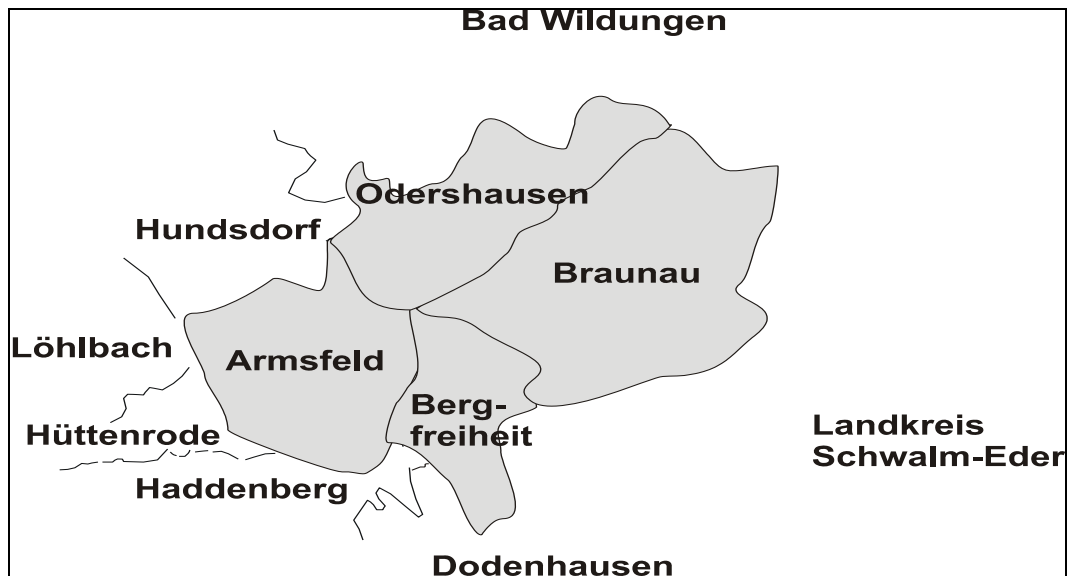 Bad Wildungen
Odershausen
Hundsdorf
Braunau
Löhlbach
Armsfeld
Berg-
freiheit
Hüttenrode
Landkreis
Schwalm-Eder
Haddenberg
Dodenhausen